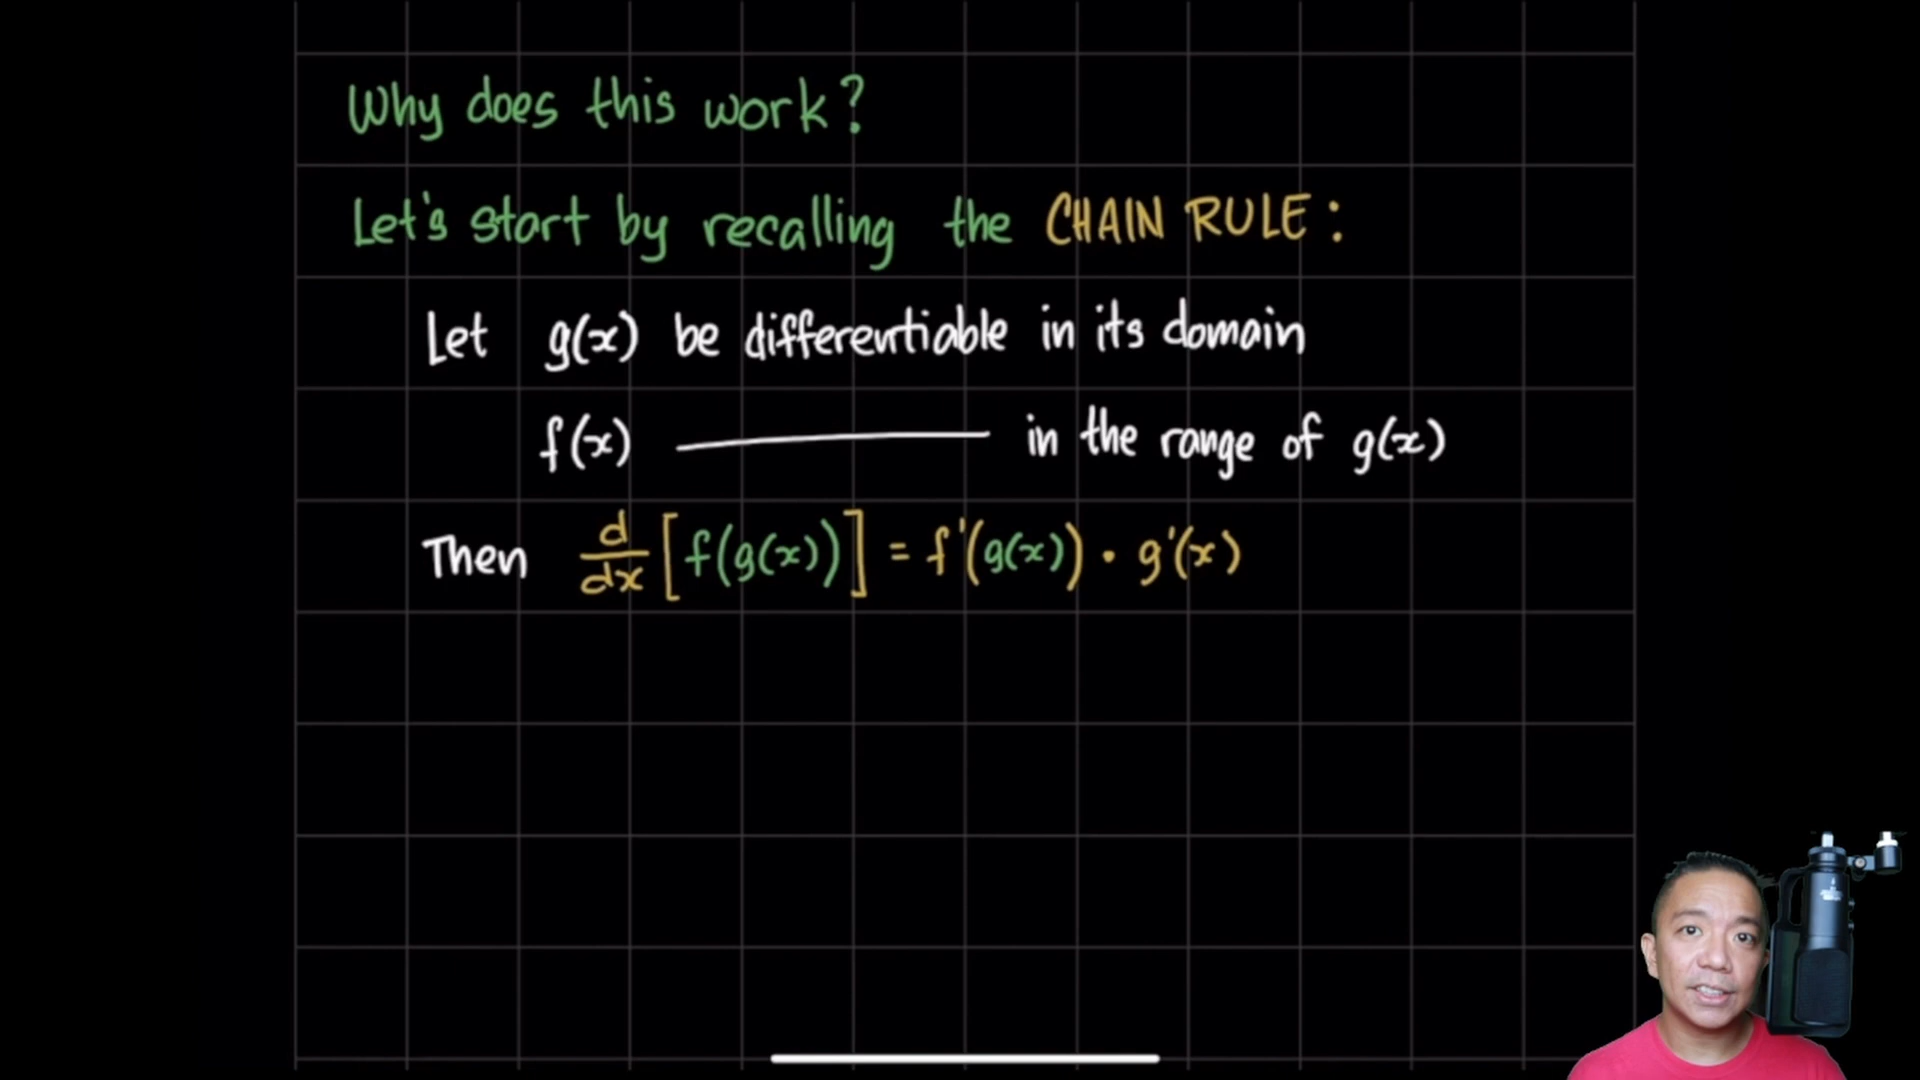 Why does this work?
Let's start by recalling the CHAIN RULE:
Let g(x) be differentiable in its domain
f(x) ——— in the range of g(x)
Then d/dx [f(g(x))] = f'(g(x)) · g'(x)